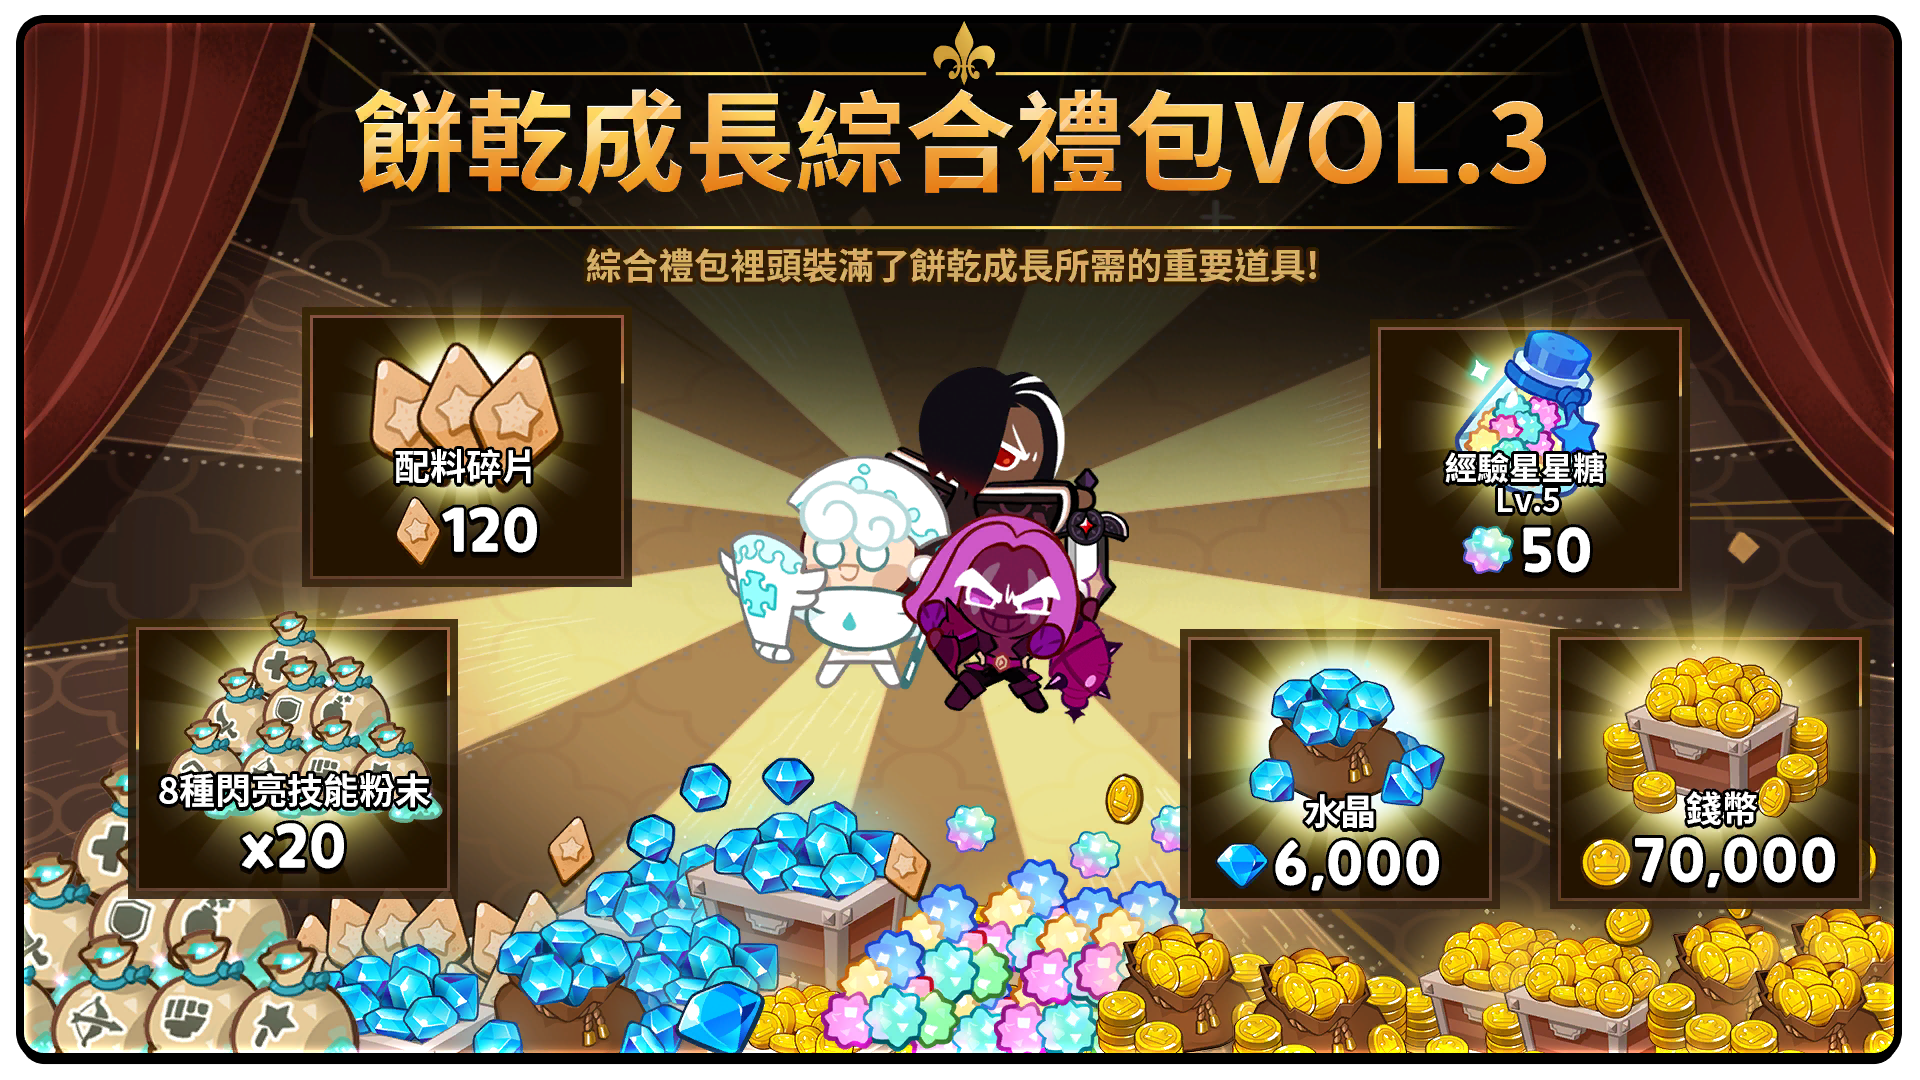 餅乾成長綜合禮包VOL.3
綜合禮包裡頭裝滿了餅乾成長所需的重要道具!
配料碎片
120
經驗星星糖
Lv.5
50
8種閃亮技能粉末
x20
水晶
6,000
錢幣
70,000